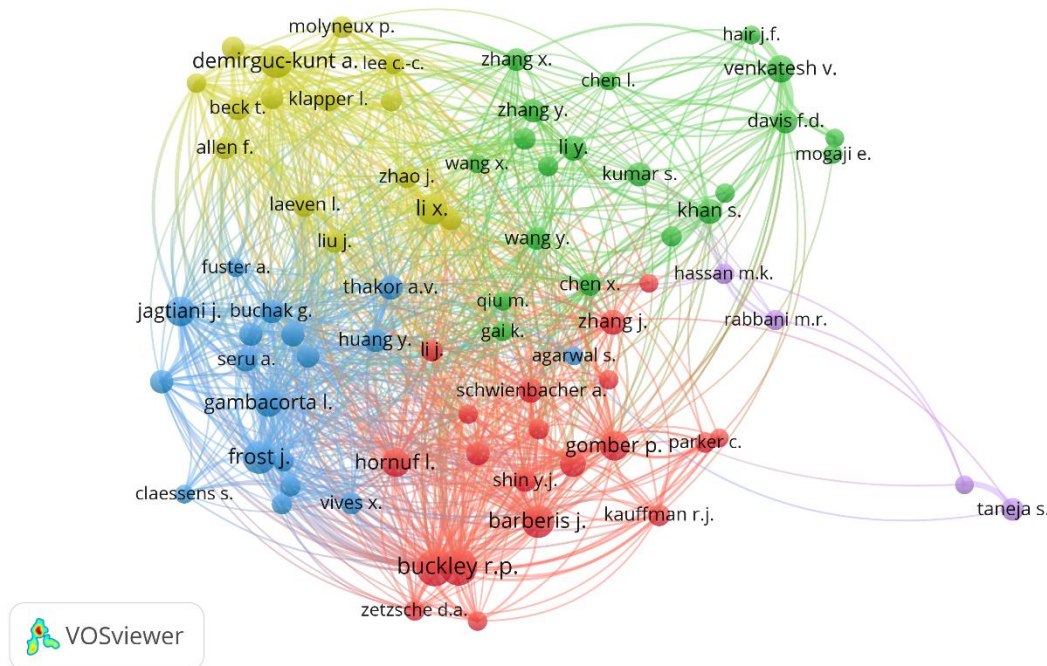 molyneux p.
hair j.f.
demirguc-kunt a.
lee c.-c.
zhang x.
venkatesh v.
chen l.
beck t.
klapper l.
zhang y.
davis f.d.
allen f.
li y.
mogaji e.
wang x.
zhao j.
kumar s.
laeven l.
li x.
khan s.
liu j.
wang y.
fuster a.
hassan m.k.
thakor a.v.
chen x.
jagtiani j.
buchak g.
qiu m.
rabbani m.r.
huang y.
gai k.
zhang j.
seru a.
li j.
agarwal s.
schwienbacher a.
gambacorta l.
gomber p.
parker c.
frost j.
hornuf l.
shin y.j.
claessens s.
vives x.
barberis j.
kauffman r.j.
taneja s.
buckley r.p.
zetzsche d.a.
VOSviewer